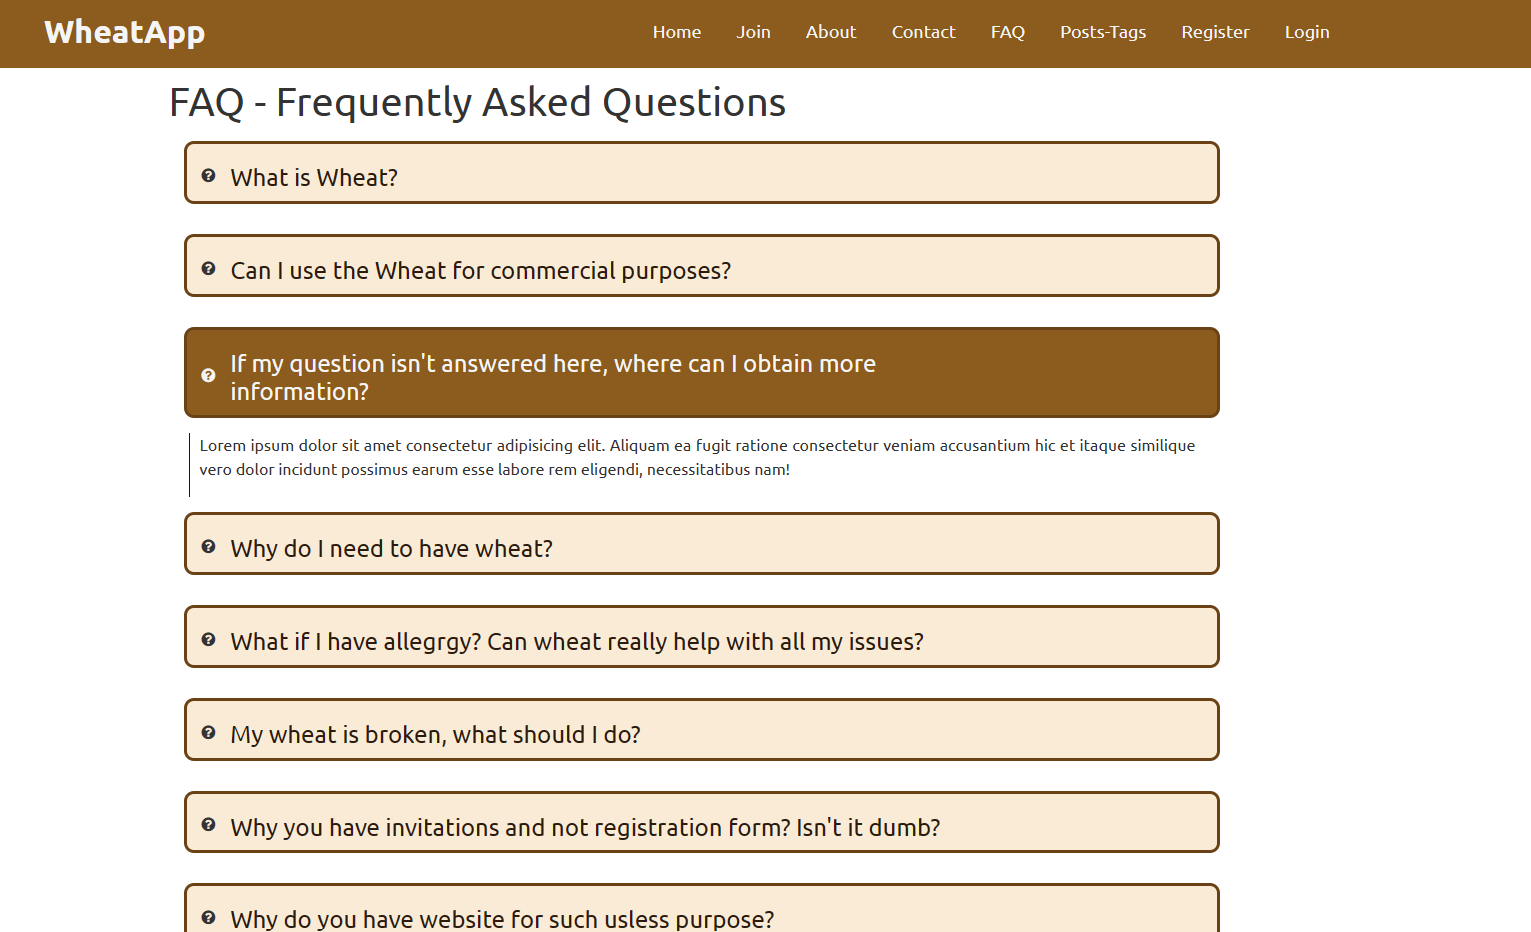 WheatApp
Home Join About Contact FAQ Posts-Tags Register Login
FAQ - Frequently Asked Questions
What is Wheat?
Can I use the Wheat for commercial purposes?
If my question isn't answered here, where can I obtain more
information?
Lorem ipsum dolor sit amet consectetur adipisicing elit. Aliquam ea fugit ratione consectetur veniam accusantium hic et itaque similique
vero dolor incidunt possimus earum esse labore rem eligendi, necessitatibus nam!
Why do I need to have wheat?
What if I have allegrgy? Can wheat really help with all my issues?
My wheat is broken, what should I do?
Why you have invitations and not registration form? Isn't it dumb?
Why do you have website for such usless purpose?